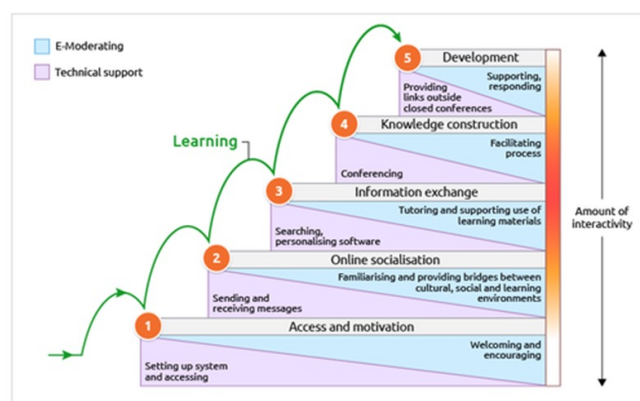 E-Moderating
Technical support
Learning
5
Development
Supporting,
responding
Providing
links outside
closed conferences
4
Knowledge construction
Facilitating
process
Conferencing
3
Information exchange
Tutoring and supporting use of
learning materials
Searching,
personalising software
2
Online socialisation
Familiarising and providing bridges between
cultural, social and learning
environments
Sending and
receiving messages
1
Access and motivation
Welcoming and
encouraging
Setting up system
and accessing
Amount of
interactivity